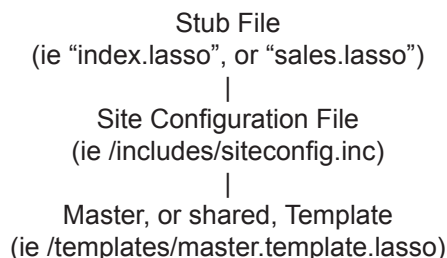 Stub File
(ie “index.lasso”, or “sales.lasso”)
|
Site Configuration File
(ie /includes/siteconfig.inc)
|
Master, or shared, Template
(ie /templates/master.template.lasso)